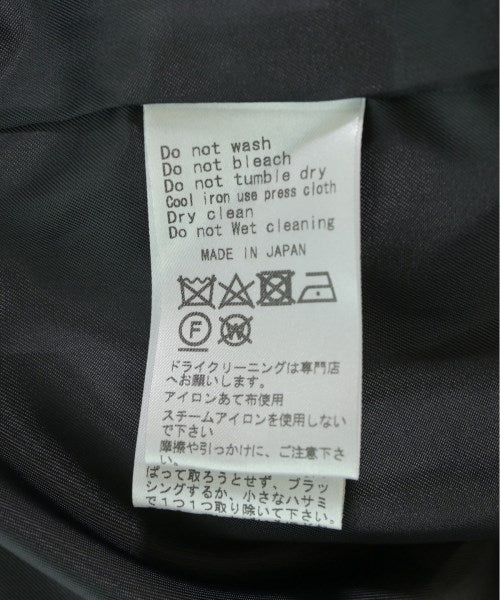 Do not wash
Do not bleach
Do not tumble dry
Cool iron use press cloth
Dry clean
Do not Wet cleaning
MADE IN JAPAN
F W
ドライクリーニングは専門店
へお願いします。
アイロンあて布使用
スチームアイロンを使用しない
で下さい
摩擦や引っかけに、ご注意下さ
い。
ぱって取ろうとせず、ブラッ
シングするか、小さなハサミ
で１つ１つ取り除いて下さい。